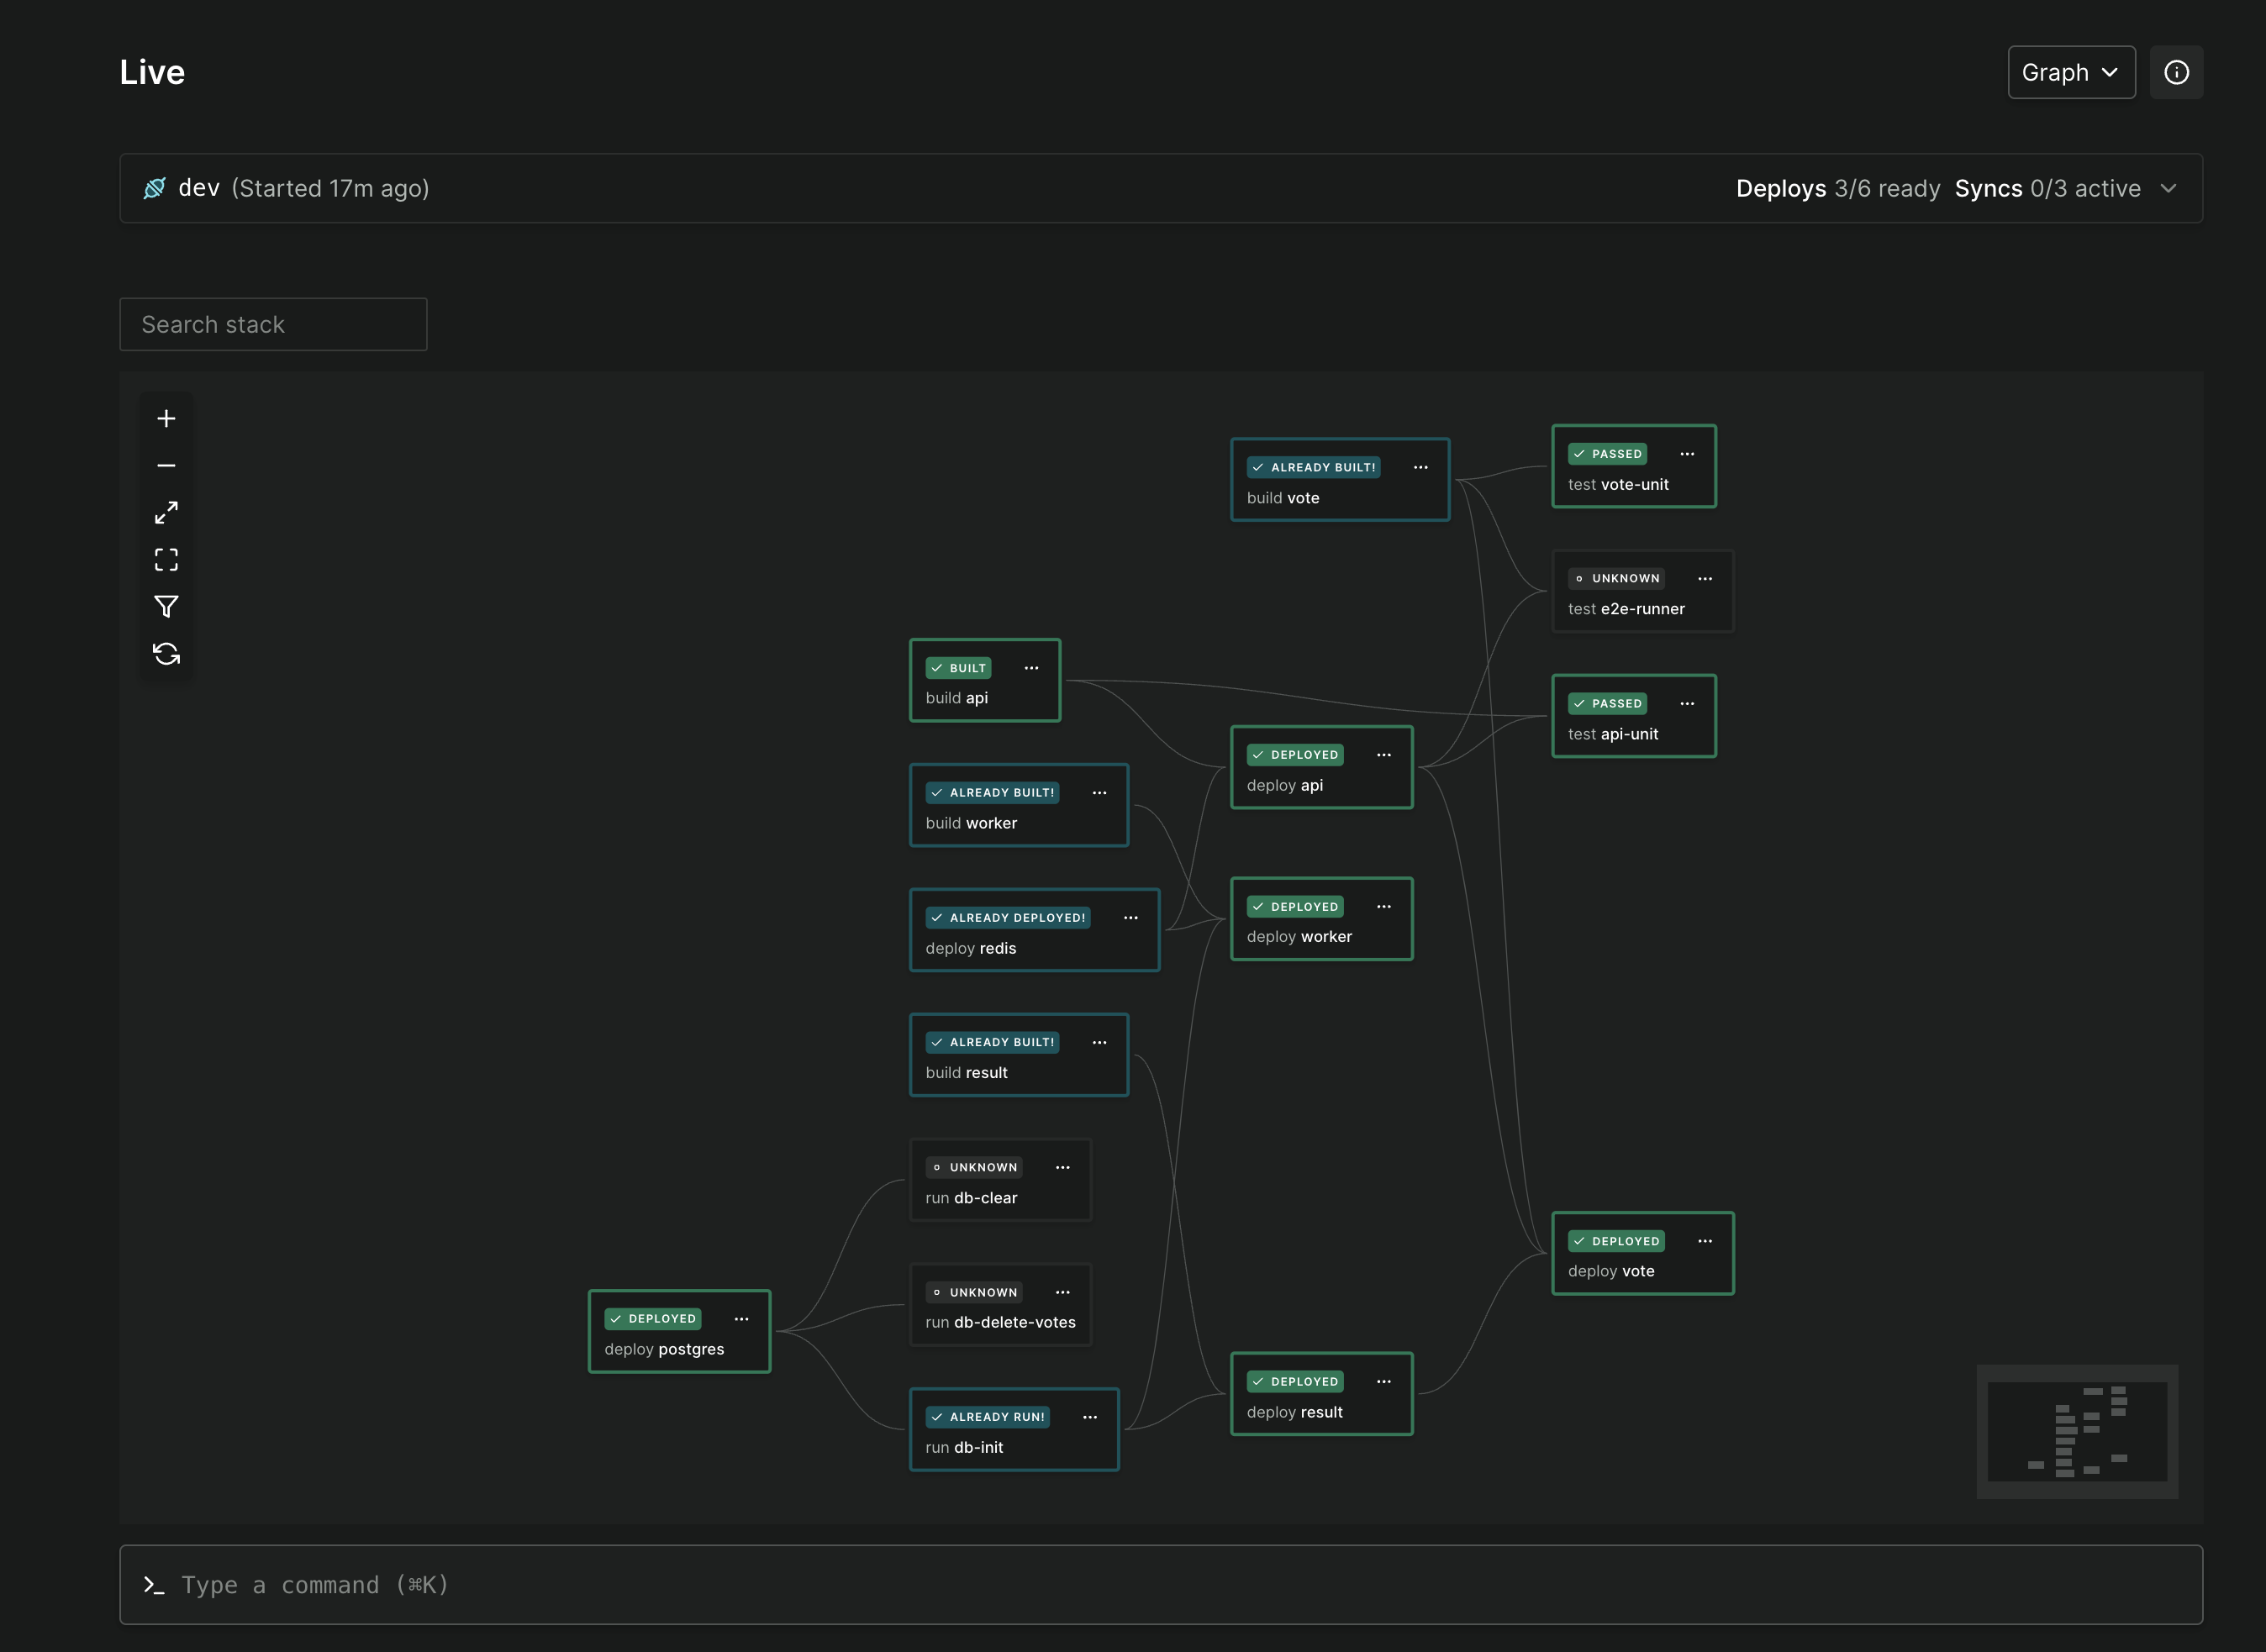 Live
Graph
dev (Started 17m ago)
Deploys 3/6 ready Syncs 0/3 active
Search stack
ALREADY BUILT!
build vote
PASSED
test vote-unit
UNKNOWN
test e2e-runner
BUILT
build api
PASSED
test api-unit
DEPLOYED
deploy api
ALREADY BUILT!
build worker
DEPLOYED
deploy worker
ALREADY DEPLOYED!
deploy redis
ALREADY BUILT!
build result
UNKNOWN
run db-clear
DEPLOYED
deploy vote
UNKNOWN
run db-delete-votes
DEPLOYED
deploy postgres
DEPLOYED
deploy result
ALREADY RUN!
run db-init
>_ Type a command (⌘K)